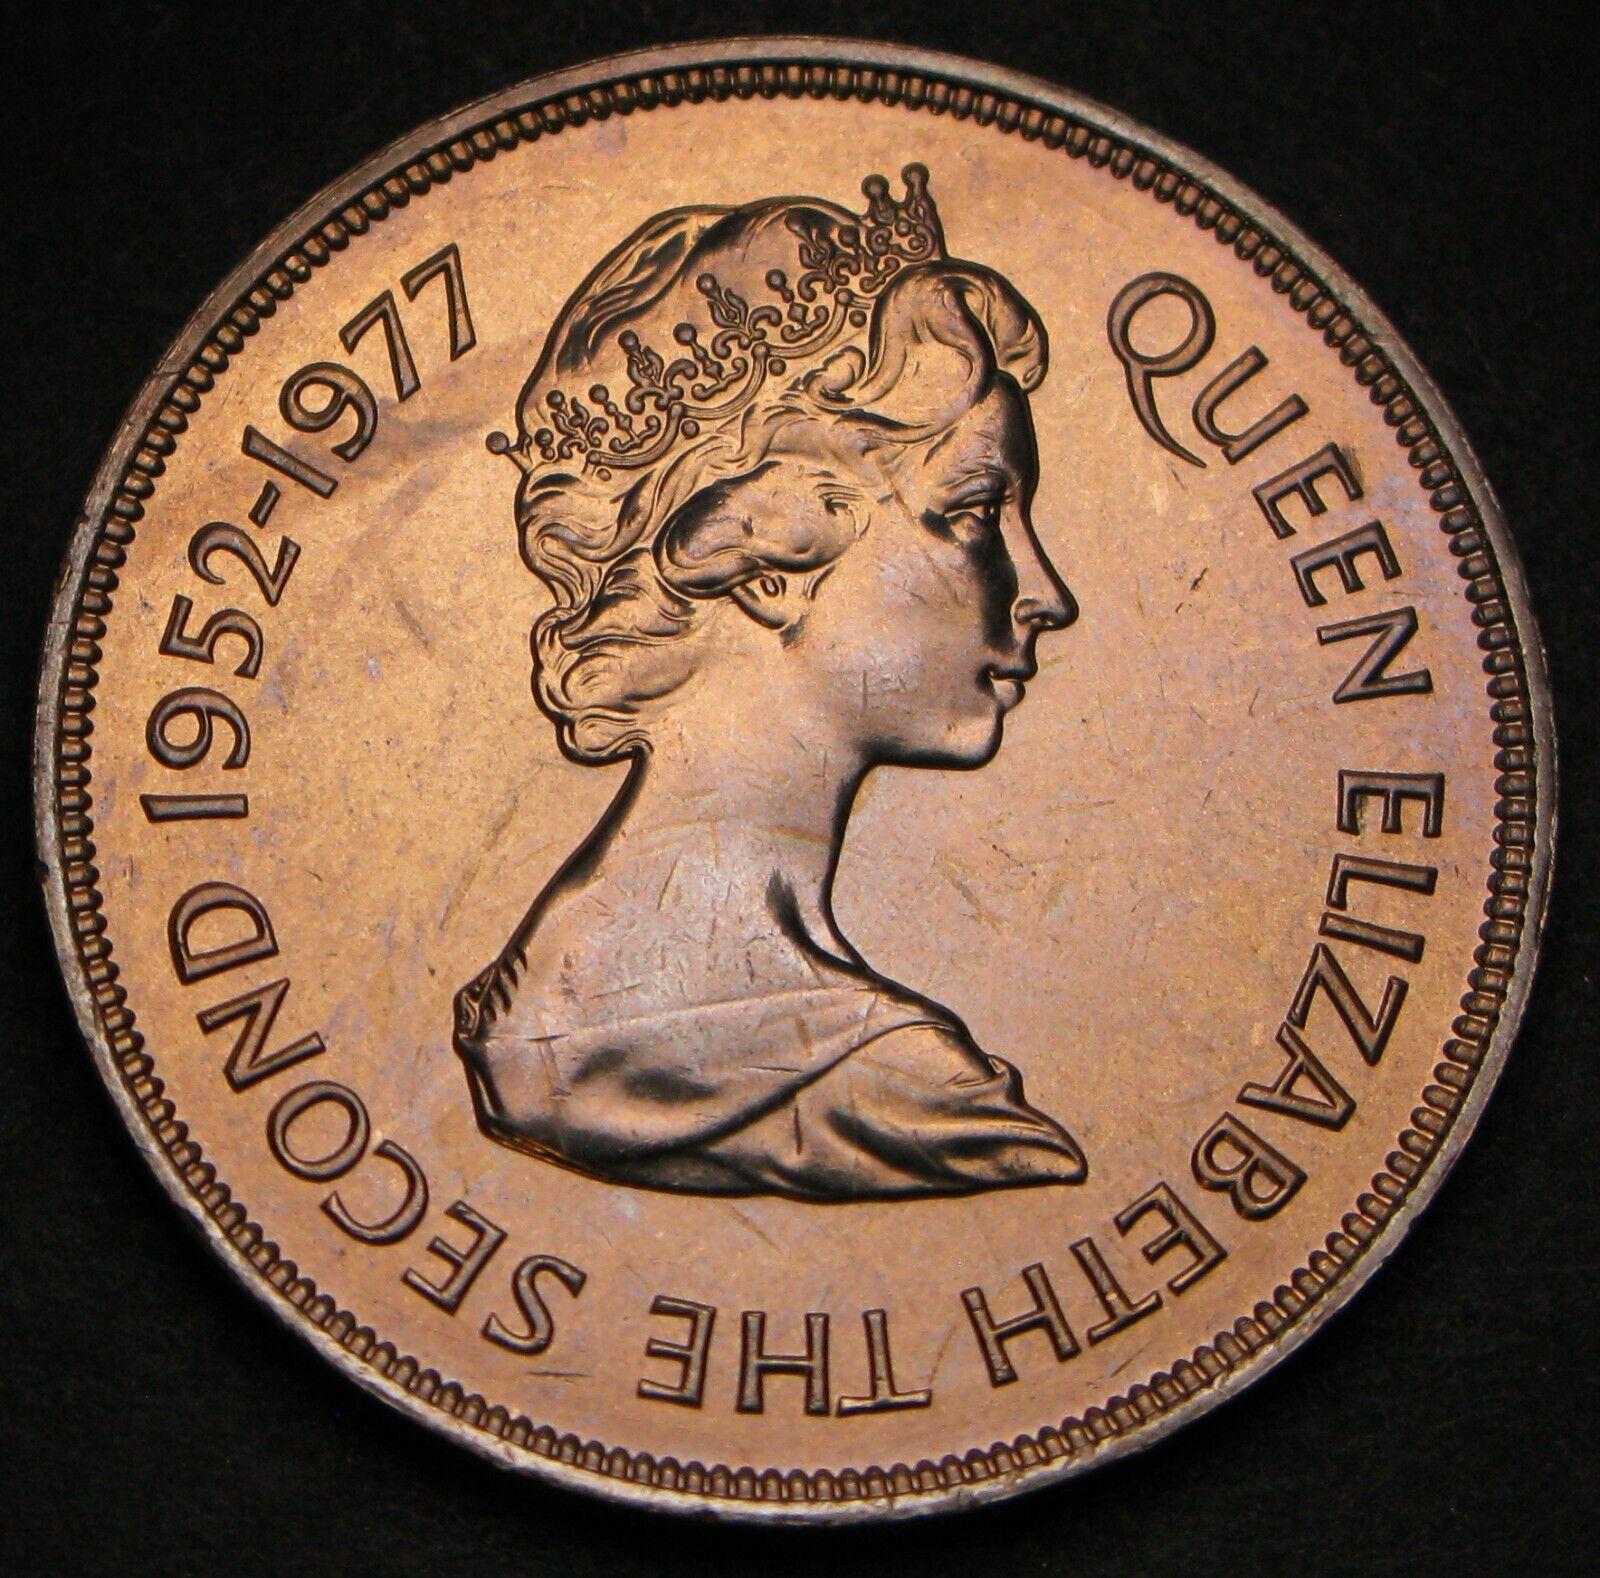 QUEEN ELIZABETH THE SECOND 1952-1977